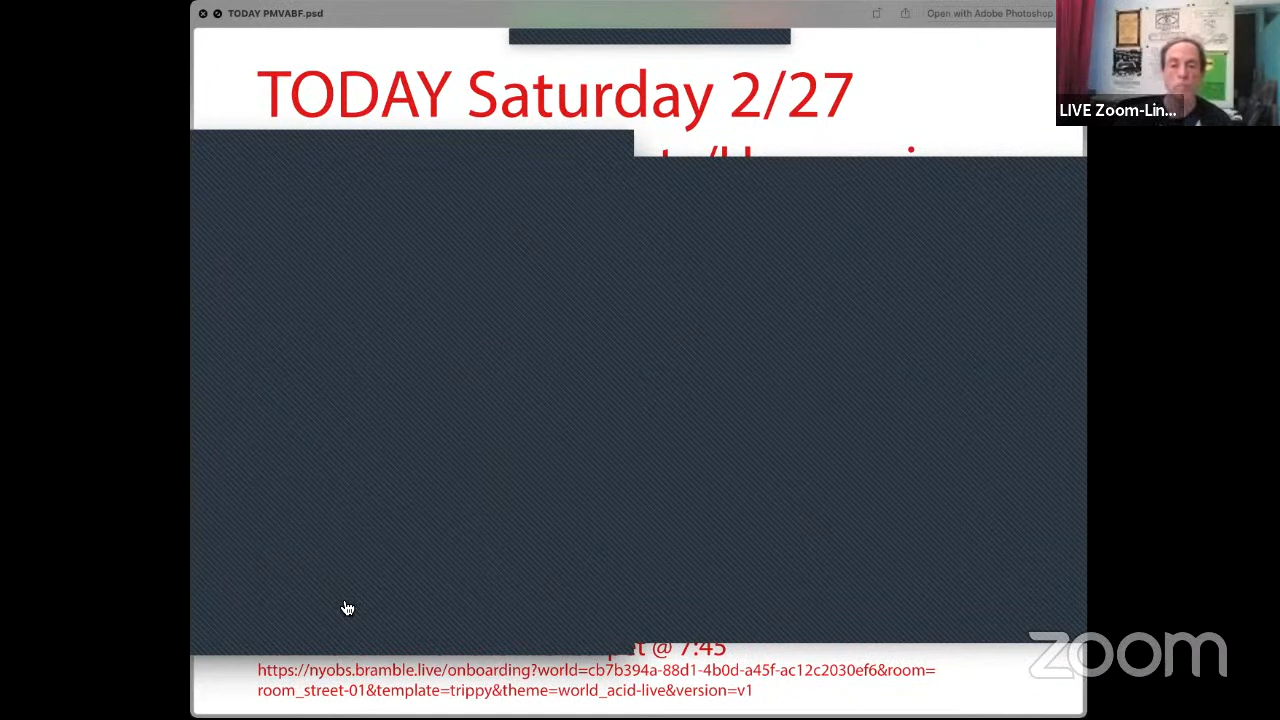 TODAY PMVABF.psd
Open with Adobe Photoshop
TODAY Saturday 2/27
LIVE Zoom-Lin...
@ 7:45
https://nyobs.bramble.live/onboarding?world=cb7b394a-88d1-4b0d-a45f-ac12c2030ef6&room=
room_street-01&template=trippy&theme=world_acid-live&version=v1
zoom